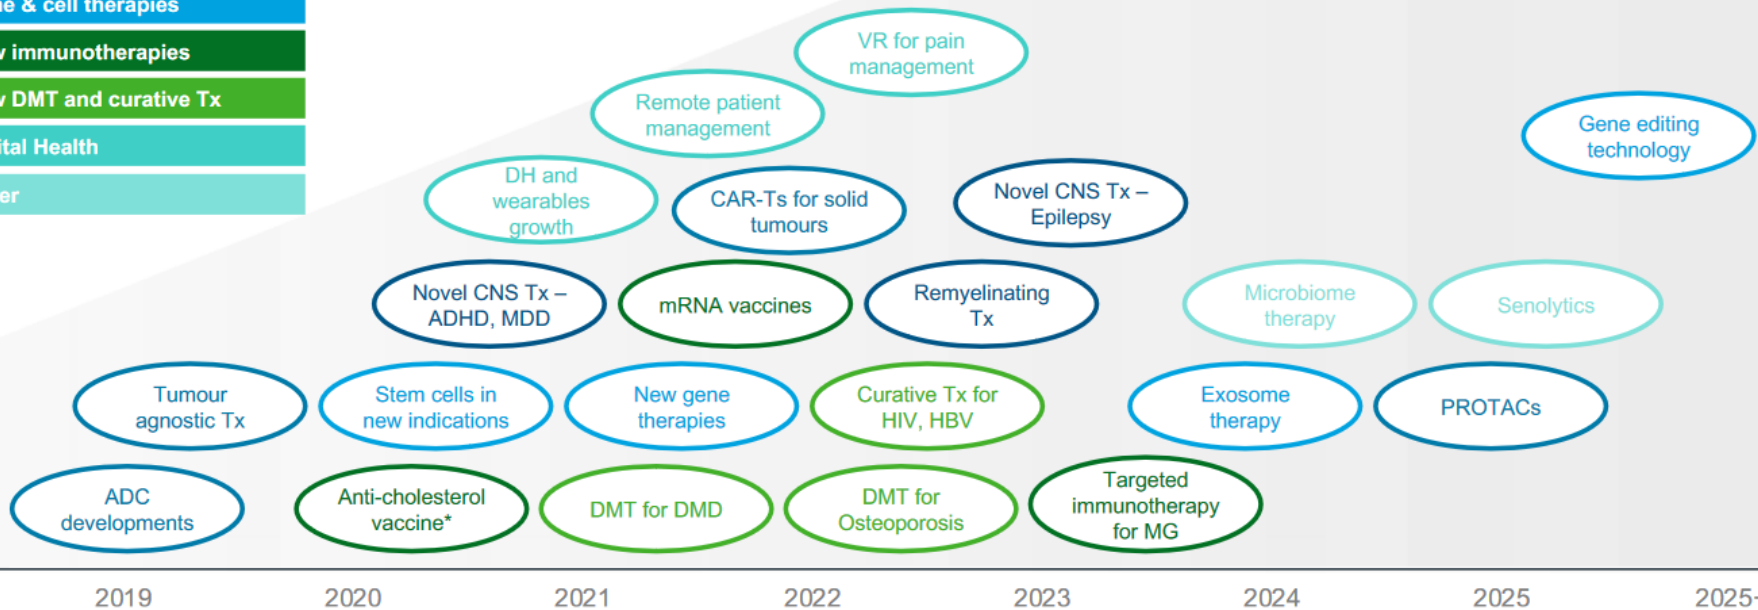 e & cell therapies
immunotherapies
DMT and curative Tx
ital Health
er
VR for pain
management
Remote patient
management
Gene editing
technology
DH and
wearables
growth
CAR-Ts for solid
tumours
Novel CNS Tx –
Epilepsy
Novel CNS Tx –
ADHD, MDD
mRNA vaccines
Remyelinating
Tx
Microbiome
therapy
Senolytics
Tumour
agnostic Tx
Stem cells in
new indications
New gene
therapies
Curative Tx for
HIV, HBV
Exosome
therapy
PROTACs
ADC
developments
Anti-cholesterol
vaccine*
DMT for DMD
DMT for
Osteoporosis
Targeted
immunotherapy
for MG
2019 2020 2021 2022 2023 2024 2025 2025